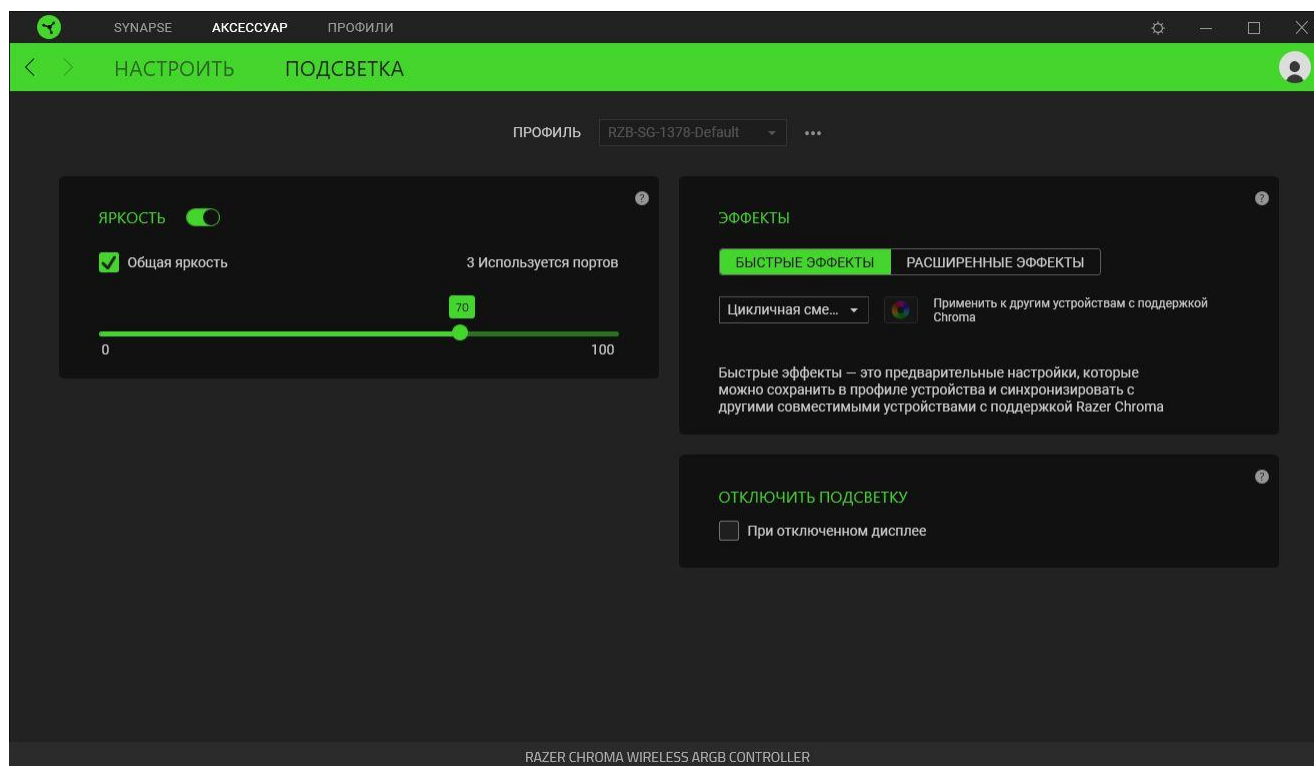 SYNAPSE АКСЕССУАР ПРОФИЛИ
НАСТРОИТЬ ПОДСВЕТКА
ПРОФИЛЬ RZB-SG-1378-Default
ЯРКОСТЬ
Общая яркость 3 Используется портов
70
0 100
ЭФФЕКТЫ
БЫСТРЫЕ ЭФФЕКТЫ РАСШИРЕННЫЕ ЭФФЕКТЫ
Цикличная сме...
Применить к другим устройствам с поддержкой
Chroma
Быстрые эффекты — это предварительные настройки, которые
можно сохранить в профиле устройства и синхронизировать с
другими совместимыми устройствами с поддержкой Razer Chroma
ОТКЛЮЧИТЬ ПОДСВЕТКУ
При отключенном дисплее
RAZER CHROMA WIRELESS ARGB CONTROLLER